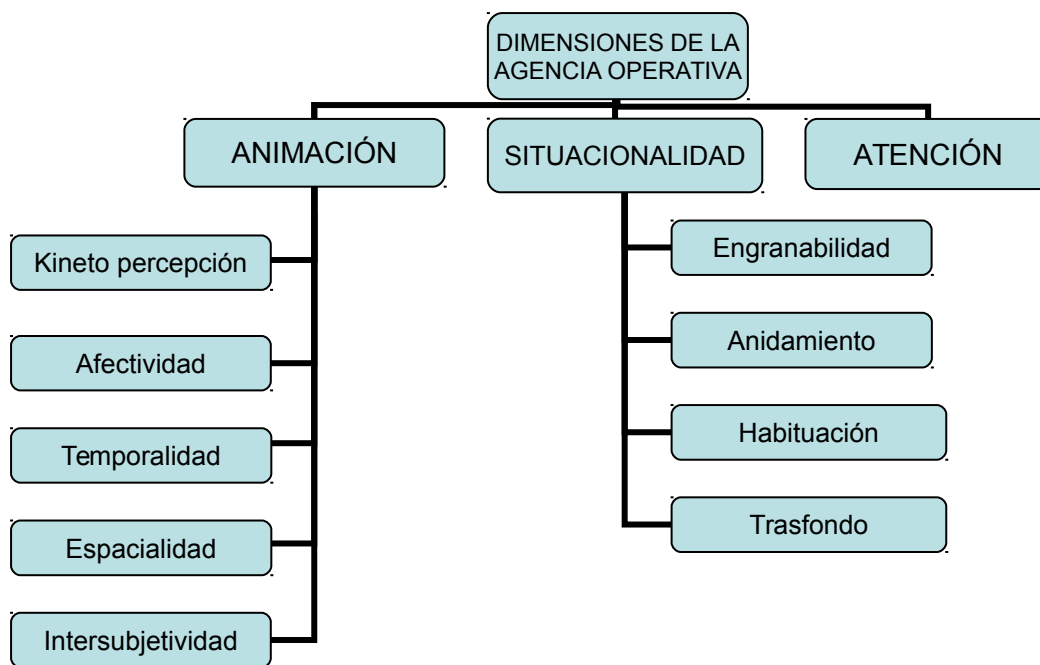 DIMENSIONES DE LA
AGENCIA OPERATIVA
ANIMACIÓN
SITUACIONALIDAD
ATENCIÓN
Kineto percepción
Afectividad
Temporalidad
Espacialidad
Intersubjetividad
Engranabilidad
Anidamiento
Habituación
Trasfondo